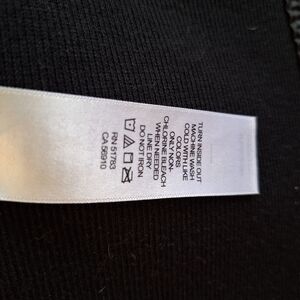 TURN INSIDE OUT
MACHINE WASH
COLD WITH LIKE
COLORS
ONLY NON-
CHLORINE BLEACH
WHEN NEEDED
LINE DRY
DO NOT IRON
RN 51783
CA 56910